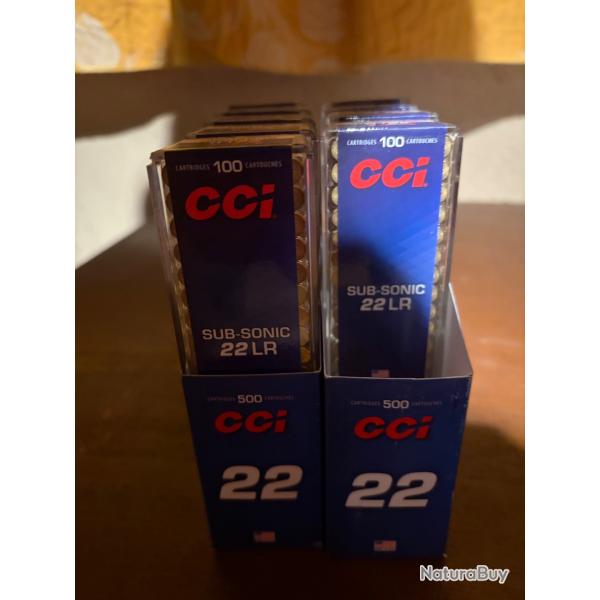 CARTRIDGES 100 CARTOUCHES
CCI
SUB-SONIC
22 LR
CARTRIDGES 500 CARTOUCHES
CCI
22
CARTRIDGES 100 CARTOUCHES
CCI
SUB-SONIC
22 LR
CARTRIDGES 500 CARTOUCHES
CCI
22
NaturaBuy